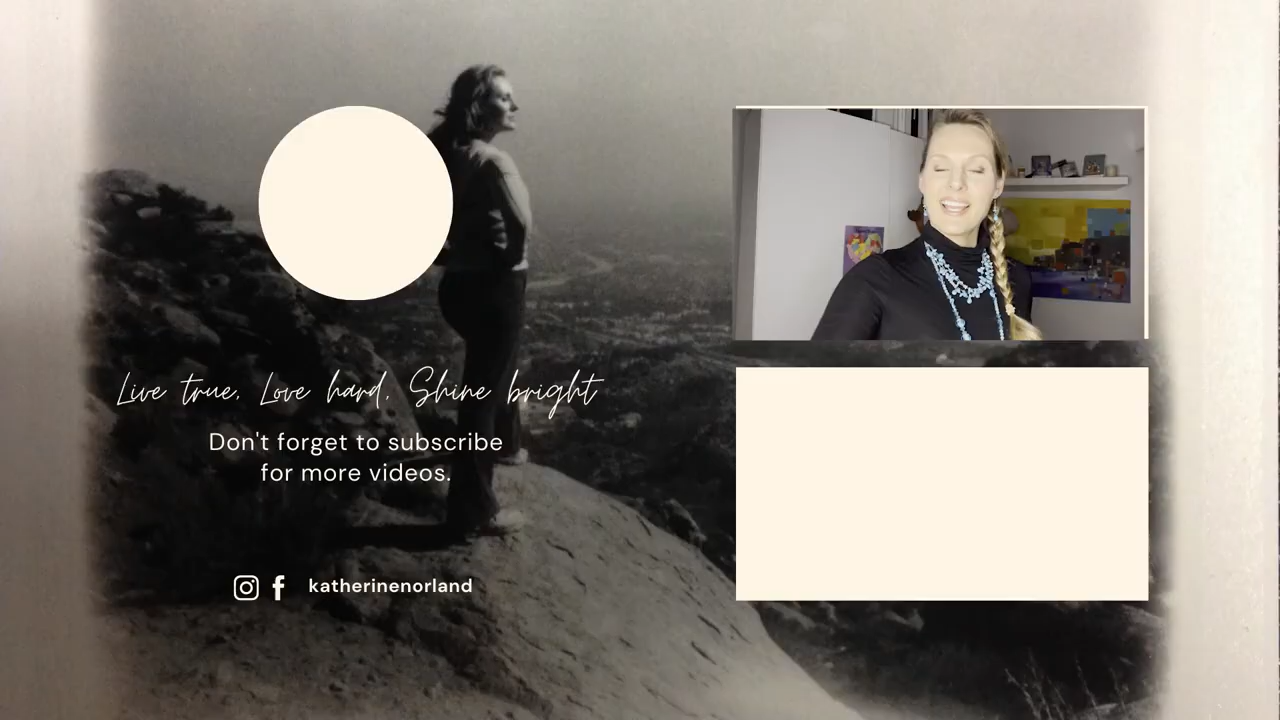 Live true, Love hard, Shine bright
Don't forget to subscribe
for more videos.
katherinenorland